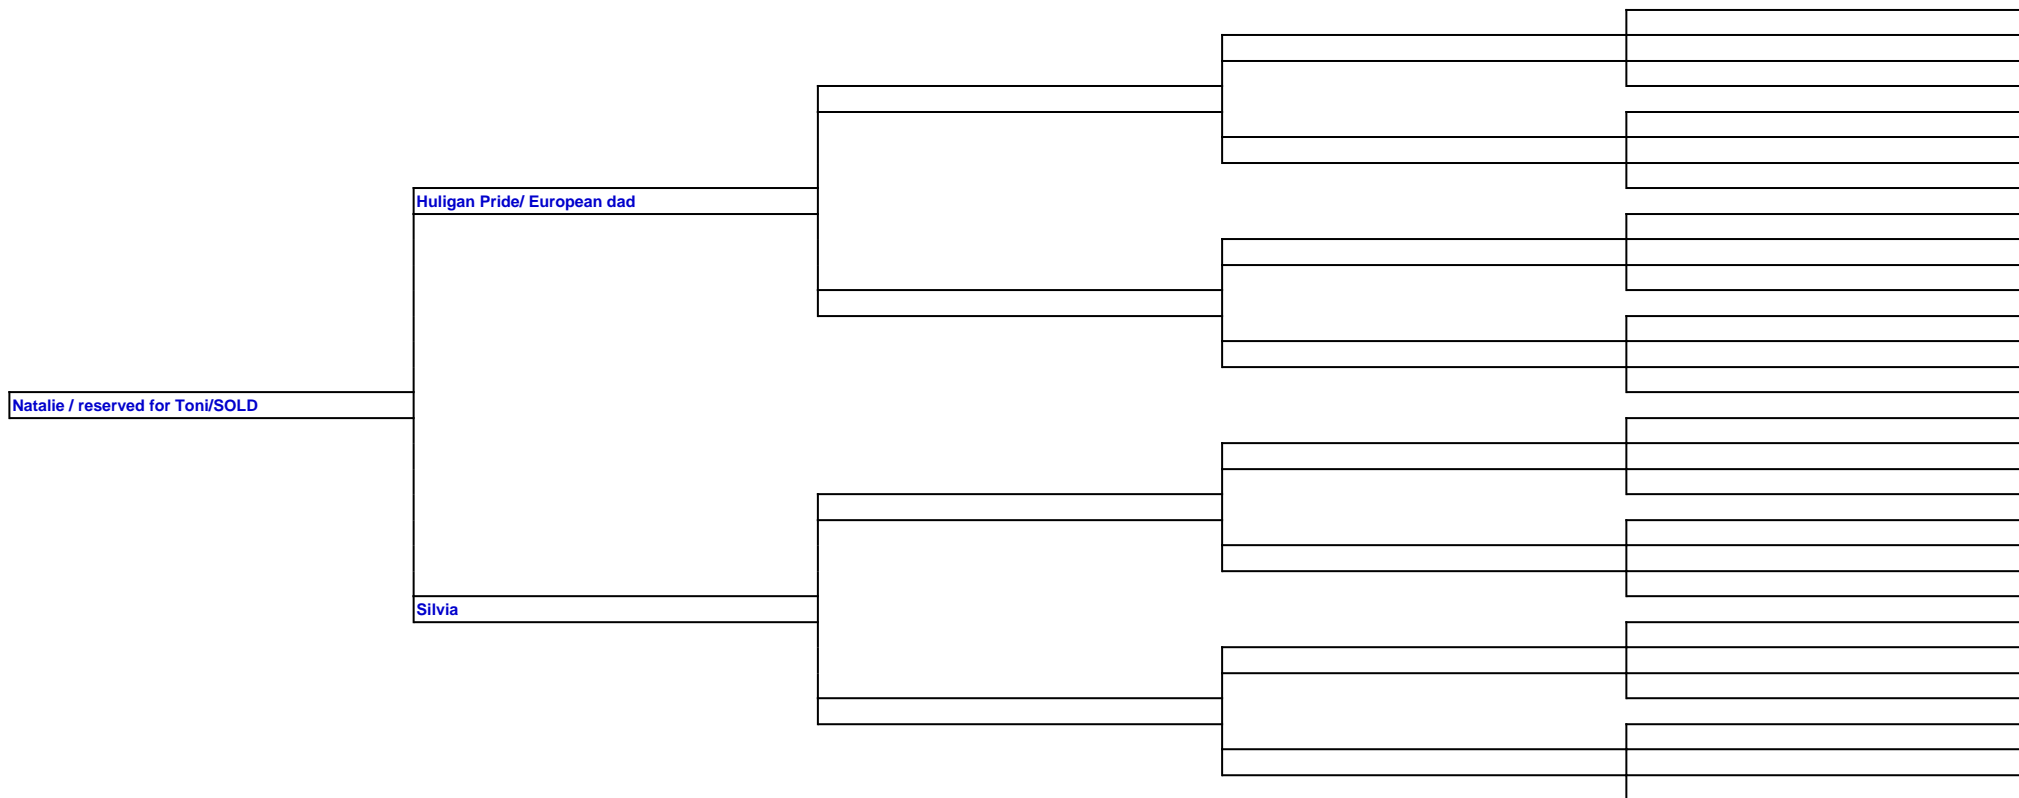 Huligan Pride/ European dad
Natalie / reserved for Toni/SOLD
Silvia